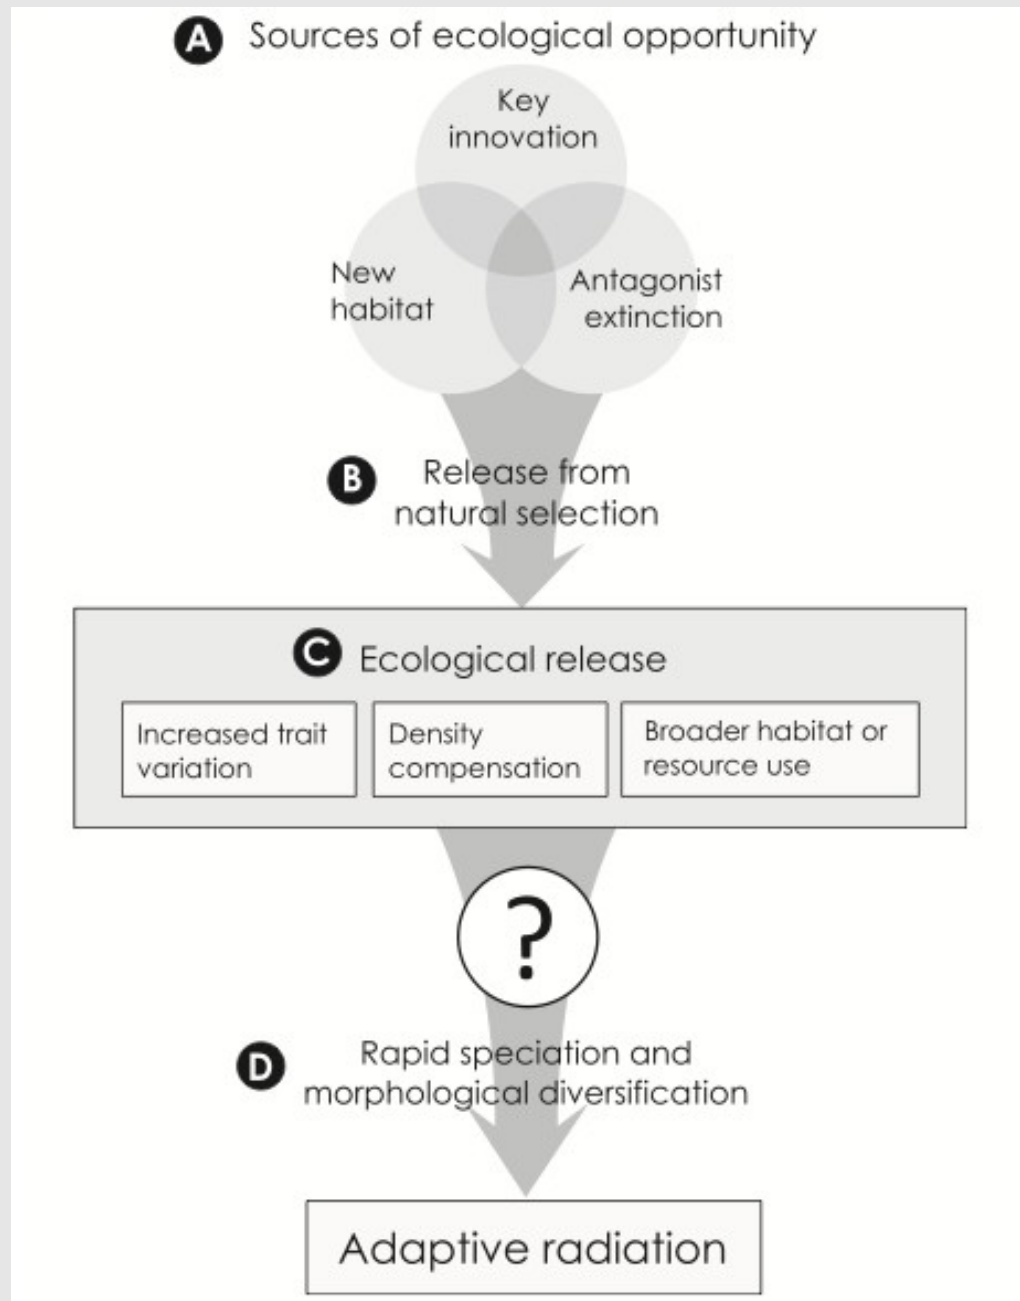 A Sources of ecological opportunity
Key
innovation
New
habitat
Antagonist
extinction
B Release from
natural selection
C Ecological release
Increased trait
variation
Density
compensation
Broader habitat or
resource use
?
D Rapid speciation and
morphological diversification
Adaptive radiation